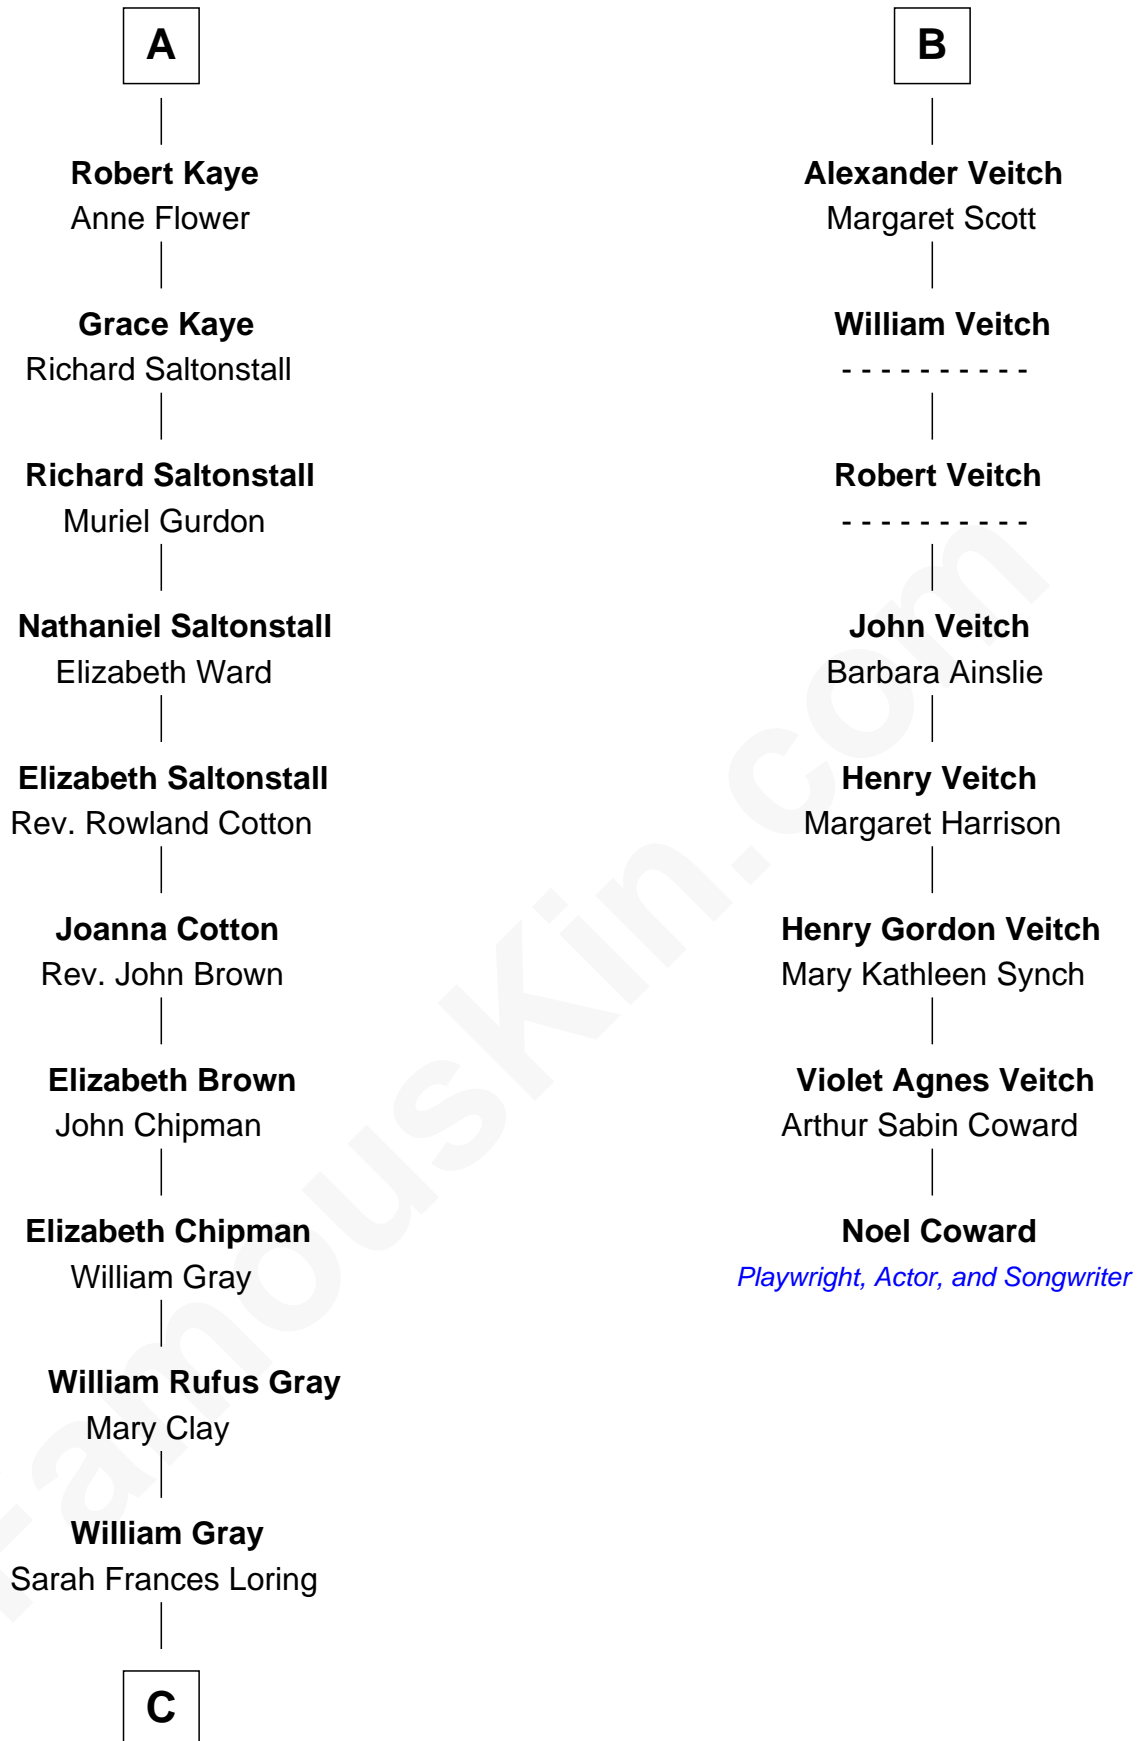 A
Robert Kaye
Anne Flower
Grace Kaye
Richard Saltonstall
Richard Saltonstall
Muriel Gurdon
Nathaniel Saltonstall
Elizabeth Ward
Elizabeth Saltonstall
Rev. Rowland Cotton
Joanna Cotton
Rev. John Brown
Elizabeth Brown
John Chipman
Elizabeth Chipman
William Gray
William Rufus Gray
Mary Clay
William Gray
Sarah Frances Loring
C
B
Alexander Veitch
Margaret Scott
William Veitch
- - - - - - - - - -
Robert Veitch
- - - - - - - - - -
John Veitch
Barbara Ainslie
Henry Veitch
Margaret Harrison
Henry Gordon Veitch
Mary Kathleen Synch
Violet Agnes Veitch
Arthur Sabin Coward
Noel Coward
Playwright, Actor, and Songwriter
FamousKin.com